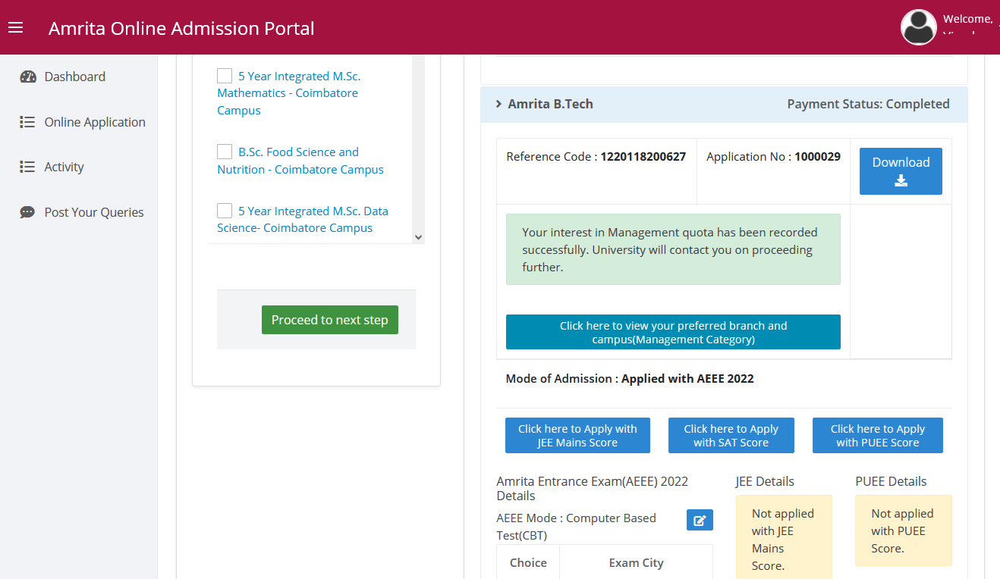 Amrita Online Admission Portal
Welcome,
Dashboard
Online Application
Activity
Post Your Queries
5 Year Integrated M.Sc.
Mathematics - Coimbatore
Campus
B.Sc. Food Science and
Nutrition - Coimbatore Campus
5 Year Integrated M.Sc. Data
Science- Coimbatore Campus
Proceed to next step
Amrita B.Tech
Payment Status: Completed
Reference Code : 1220118200627
Application No : 1000029
Download
Your interest in Management quota has been recorded
successfully. University will contact you on proceeding
further.
Click here to view your preferred branch and
campus(Management Category)
Mode of Admission : Applied with AEEE 2022
Click here to Apply with
JEE Mains Score
Click here to Apply
with SAT Score
Click here to Apply
with PUEE Score
Amrita Entrance Exam(AEEE) 2022
Details
AEEE Mode : Computer Based
Test(CBT)
Choice
Exam City
JEE Details
Not applied
with JEE
Mains
Score.
PUEE Details
Not applied
with PUEE
Score.